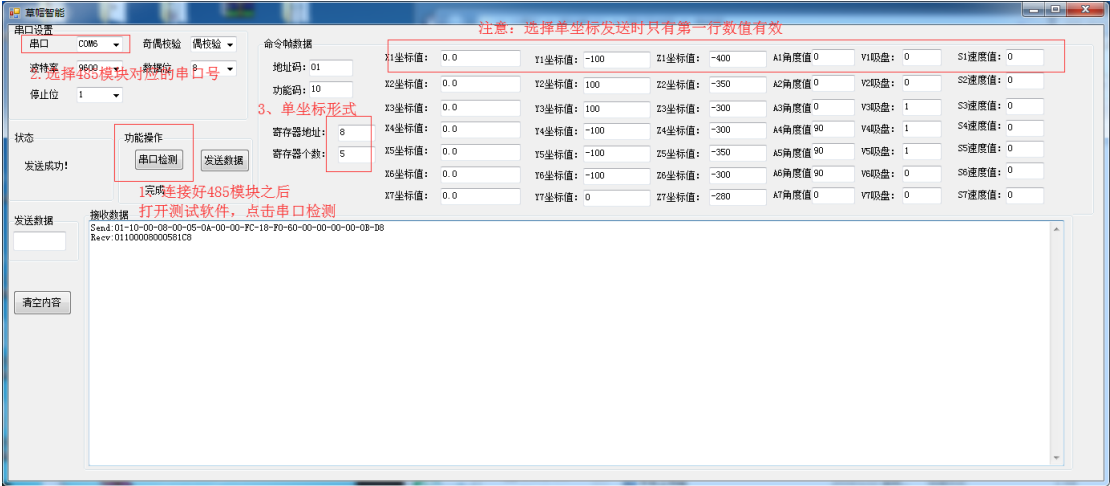 草帽智能
注意：选择单坐标发送时只有第一行数值有效
串口设置
串口 COM6 奇偶校验 偶校验
波特率 9600 数据位 8
停止位 1
2.选择485模块对应的串口号
命令帧数据
地址码: 01
功能码: 10
3、单坐标形式
寄存器地址: 8
寄存器个数: 5
X1坐标值: 0.0 Y1坐标值: -100 Z1坐标值: -400 A1角度值 0 V1吸盘: 0 S1速度值: 0
X2坐标值: 0.0 Y2坐标值: 100 Z2坐标值: -350 A2角度值 0 V2吸盘: 0 S2速度值: 0
X3坐标值: 0.0 Y3坐标值: 100 Z3坐标值: -300 A3角度值 0 V3吸盘: 1 S3速度值: 0
X4坐标值: 0.0 Y4坐标值: -100 Z4坐标值: -300 A4角度值 90 V4吸盘: 1 S4速度值: 0
X5坐标值: 0.0 Y5坐标值: -100 Z5坐标值: -350 A5角度值 90 V5吸盘: 1 S5速度值: 0
X6坐标值: 0.0 Y6坐标值: -100 Z6坐标值: -300 A6角度值 90 V6吸盘: 0 S6速度值: 0
X7坐标值: 0.0 Y7坐标值: 0 Z7坐标值: -280 A7角度值 0 V7吸盘: 0 S7速度值: 0
状态
发送成功!
功能操作
串口检测 发送数据
完成
1、连接好485模块之后
打开测试软件，点击串口检测
发送数据
接收数据
Send:01-10-00-08-00-05-0A-00-00-FC-18-F0-60-00-00-00-00-0B-D8
Recv:01100008000581C8
清空内容